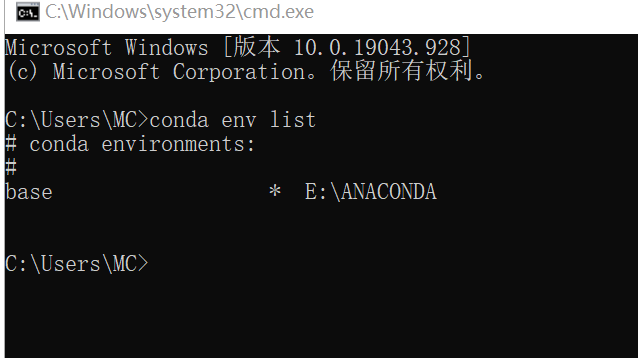 C:\Windows\system32\cmd.exe
Microsoft Windows [版本 10.0.19043.928]
(c) Microsoft Corporation。保留所有权利。
C:\Users\MC>conda env list
# conda environments:
#
base                  *  E:\ANACONDA
C:\Users\MC>